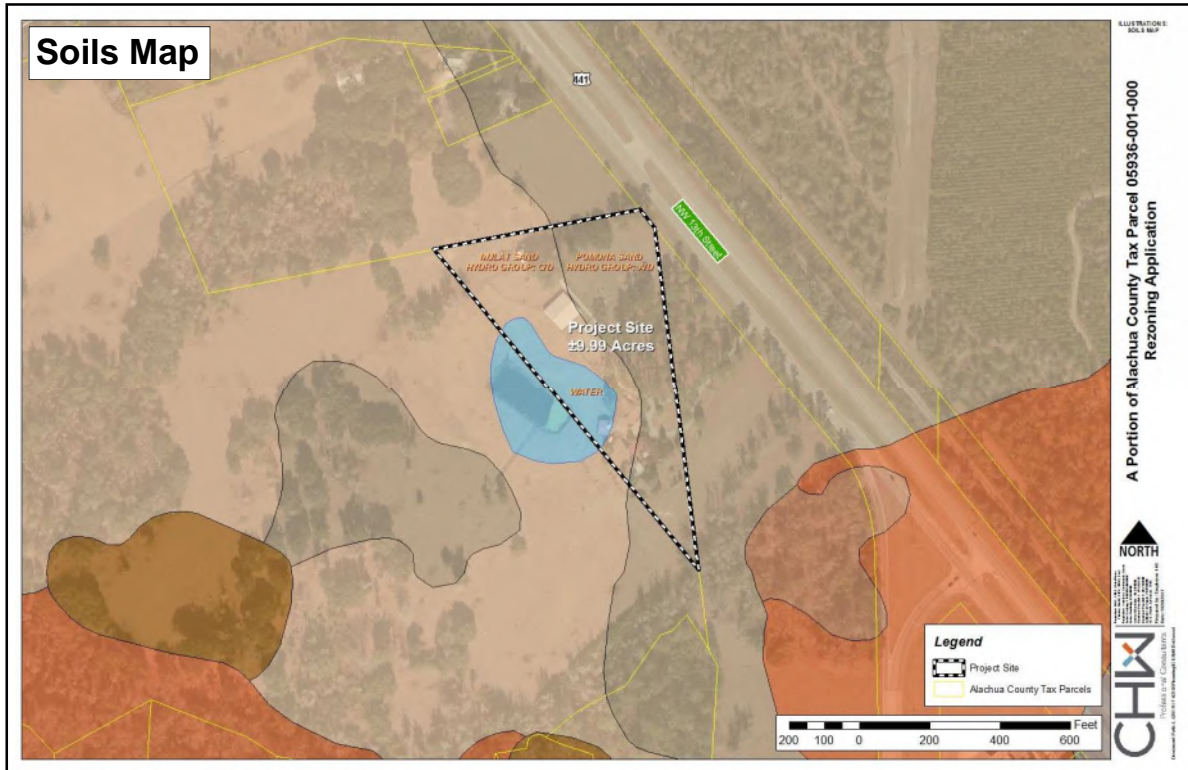 Soils Map
ILLUSTRATIONS:
SOILS MAP
441
NW 13th Street
MULAT SAND
HYDRO GROUP: C/D
POMONA SAND
HYDRO GROUP: A/D
Project Site
±9.99 Acres
WATER
A Portion of Alachua County Tax Parcel 05936-001-000
Rezoning Application
NORTH
CHW
Professional Consultants
Legend
Project Site
Alachua County Tax Parcels
200 100 0 200 400 600
Feet